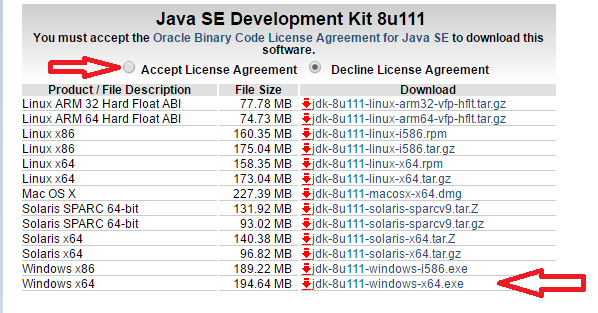 Java SE Development Kit 8u111
You must accept the Oracle Binary Code License Agreement for Java SE to download this
software.
Accept License Agreement Decline License Agreement
Product / File Description File Size Download
Linux ARM 32 Hard Float ABI 77.78 MB jdk-8u111-linux-arm32-vfp-hflt.tar.gz
Linux ARM 64 Hard Float ABI 74.73 MB jdk-8u111-linux-arm64-vfp-hflt.tar.gz
Linux x86 160.35 MB jdk-8u111-linux-i586.rpm
Linux x86 175.04 MB jdk-8u111-linux-i586.tar.gz
Linux x64 158.35 MB jdk-8u111-linux-x64.rpm
Linux x64 173.04 MB jdk-8u111-linux-x64.tar.gz
Mac OS X 227.39 MB jdk-8u111-macosx-x64.dmg
Solaris SPARC 64-bit 131.92 MB jdk-8u111-solaris-sparcv9.tar.Z
Solaris SPARC 64-bit 93.02 MB jdk-8u111-solaris-sparcv9.tar.gz
Solaris x64 140.38 MB jdk-8u111-solaris-x64.tar.Z
Solaris x64 96.82 MB jdk-8u111-solaris-x64.tar.gz
Windows x86 189.22 MB jdk-8u111-windows-i586.exe
Windows x64 194.64 MB jdk-8u111-windows-x64.exe